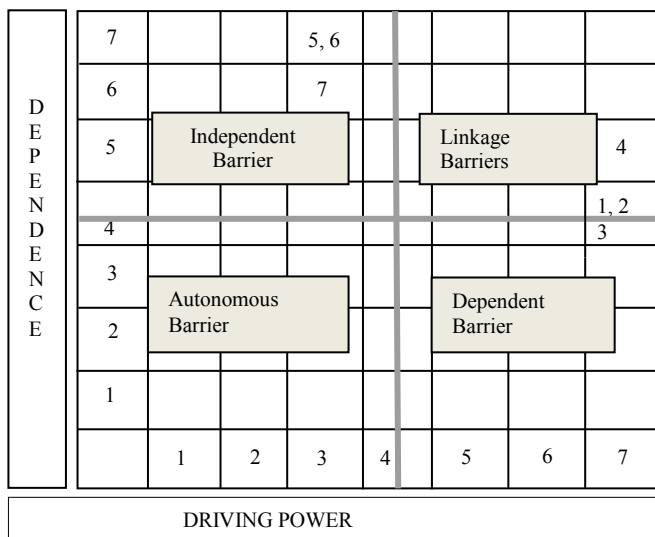 DEPENDENCE
7 5, 6
6 7
5 Independent Barrier Linkage Barriers 4
1, 2
4 3
3
Autonomous Barrier Dependent Barrier
2
1
1 2 3 4 5 6 7
DRIVING POWER